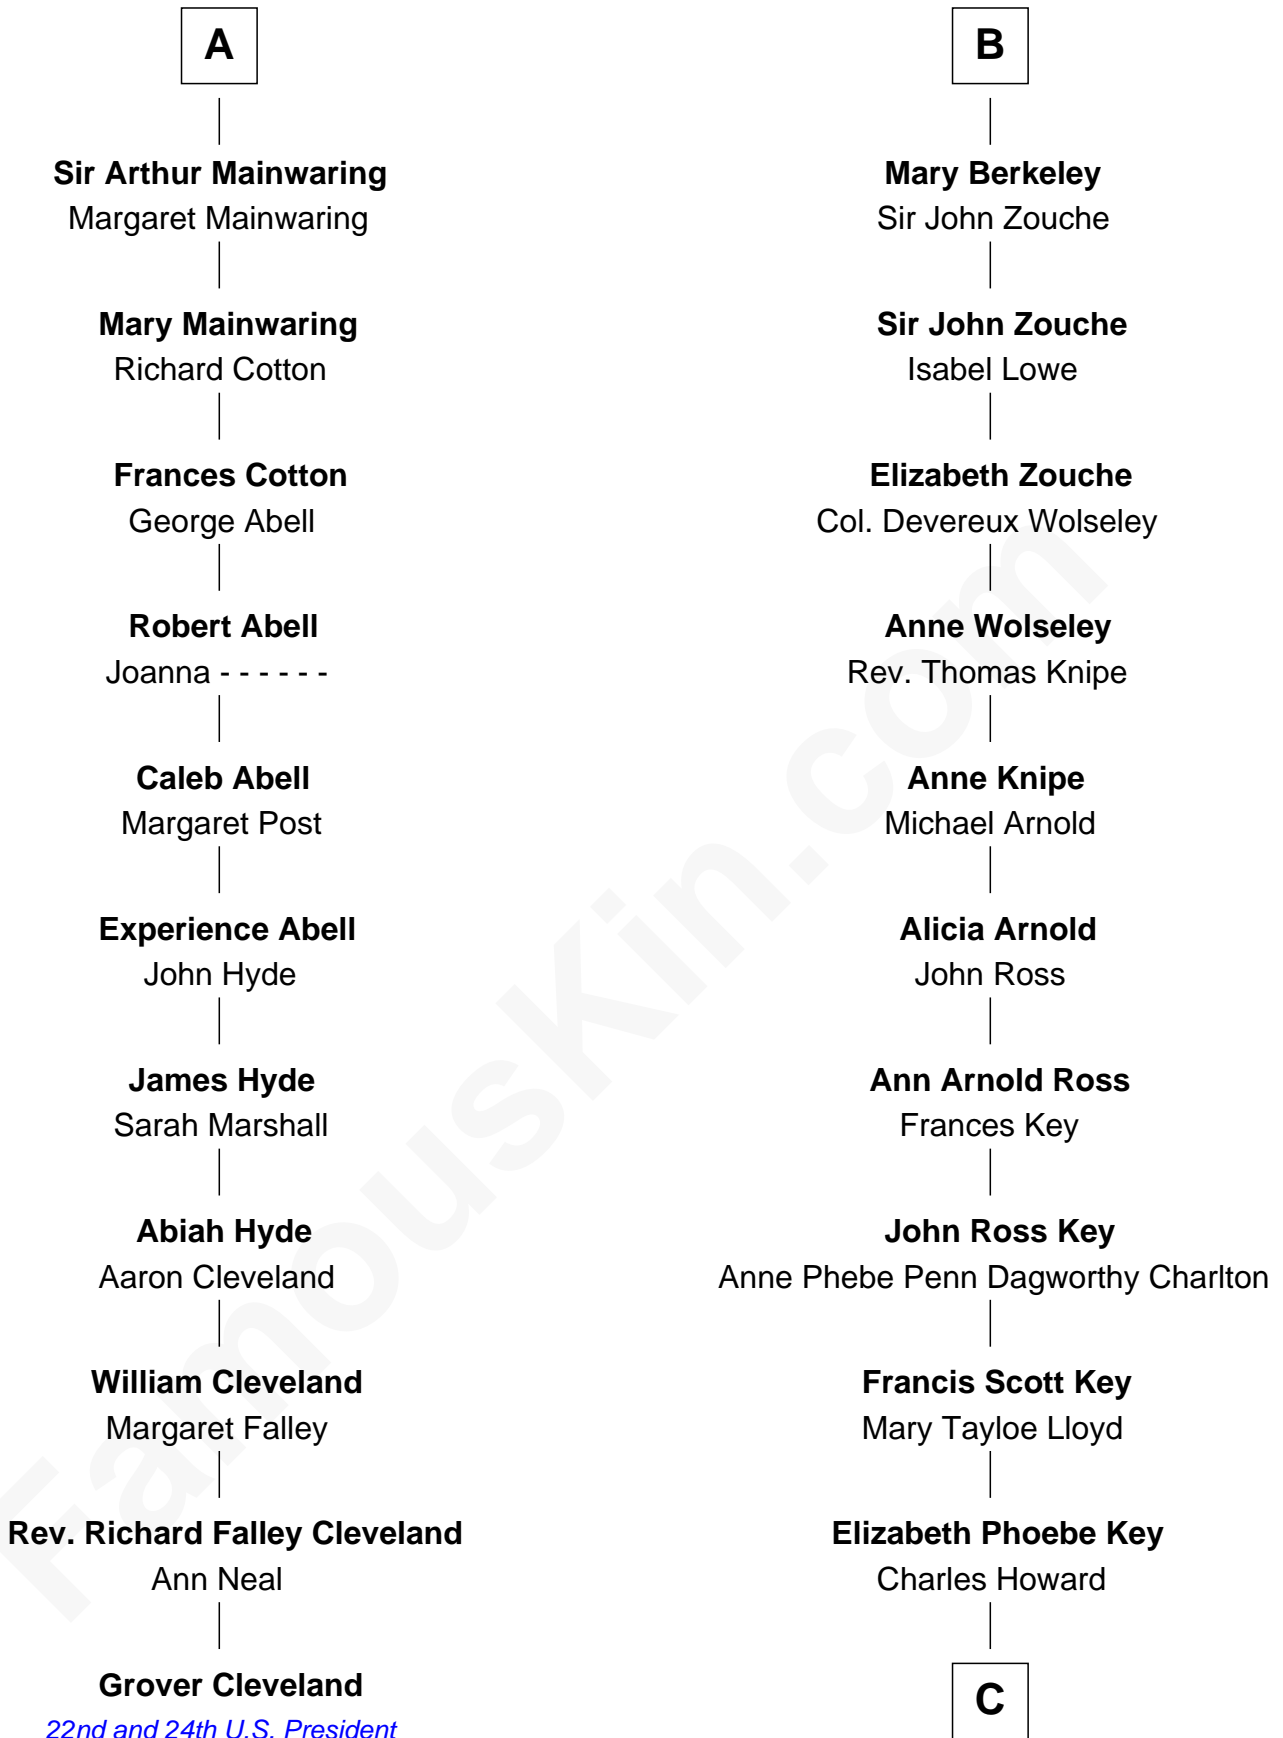 A
Sir Arthur Mainwaring
Margaret Mainwaring
Mary Mainwaring
Richard Cotton
Frances Cotton
George Abell
Robert Abell
Joanna - - - - - -
Caleb Abell
Margaret Post
Experience Abell
John Hyde
James Hyde
Sarah Marshall
Abiah Hyde
Aaron Cleveland
William Cleveland
Margaret Falley
Rev. Richard Falley Cleveland
Ann Neal
Grover Cleveland
22nd and 24th U.S. President
B
Mary Berkeley
Sir John Zouche
Sir John Zouche
Isabel Lowe
Elizabeth Zouche
Col. Devereux Wolseley
Anne Wolseley
Rev. Thomas Knipe
Anne Knipe
Michael Arnold
Alicia Arnold
John Ross
Ann Arnold Ross
Frances Key
John Ross Key
Anne Phebe Penn Dagworthy Charlton
Francis Scott Key
Mary Tayloe Lloyd
Elizabeth Phoebe Key
Charles Howard
C
FamousKin.com